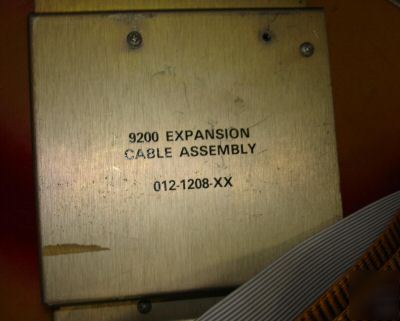 9200 EXPANSION
CABLE ASSEMBLY
012-1208-XX